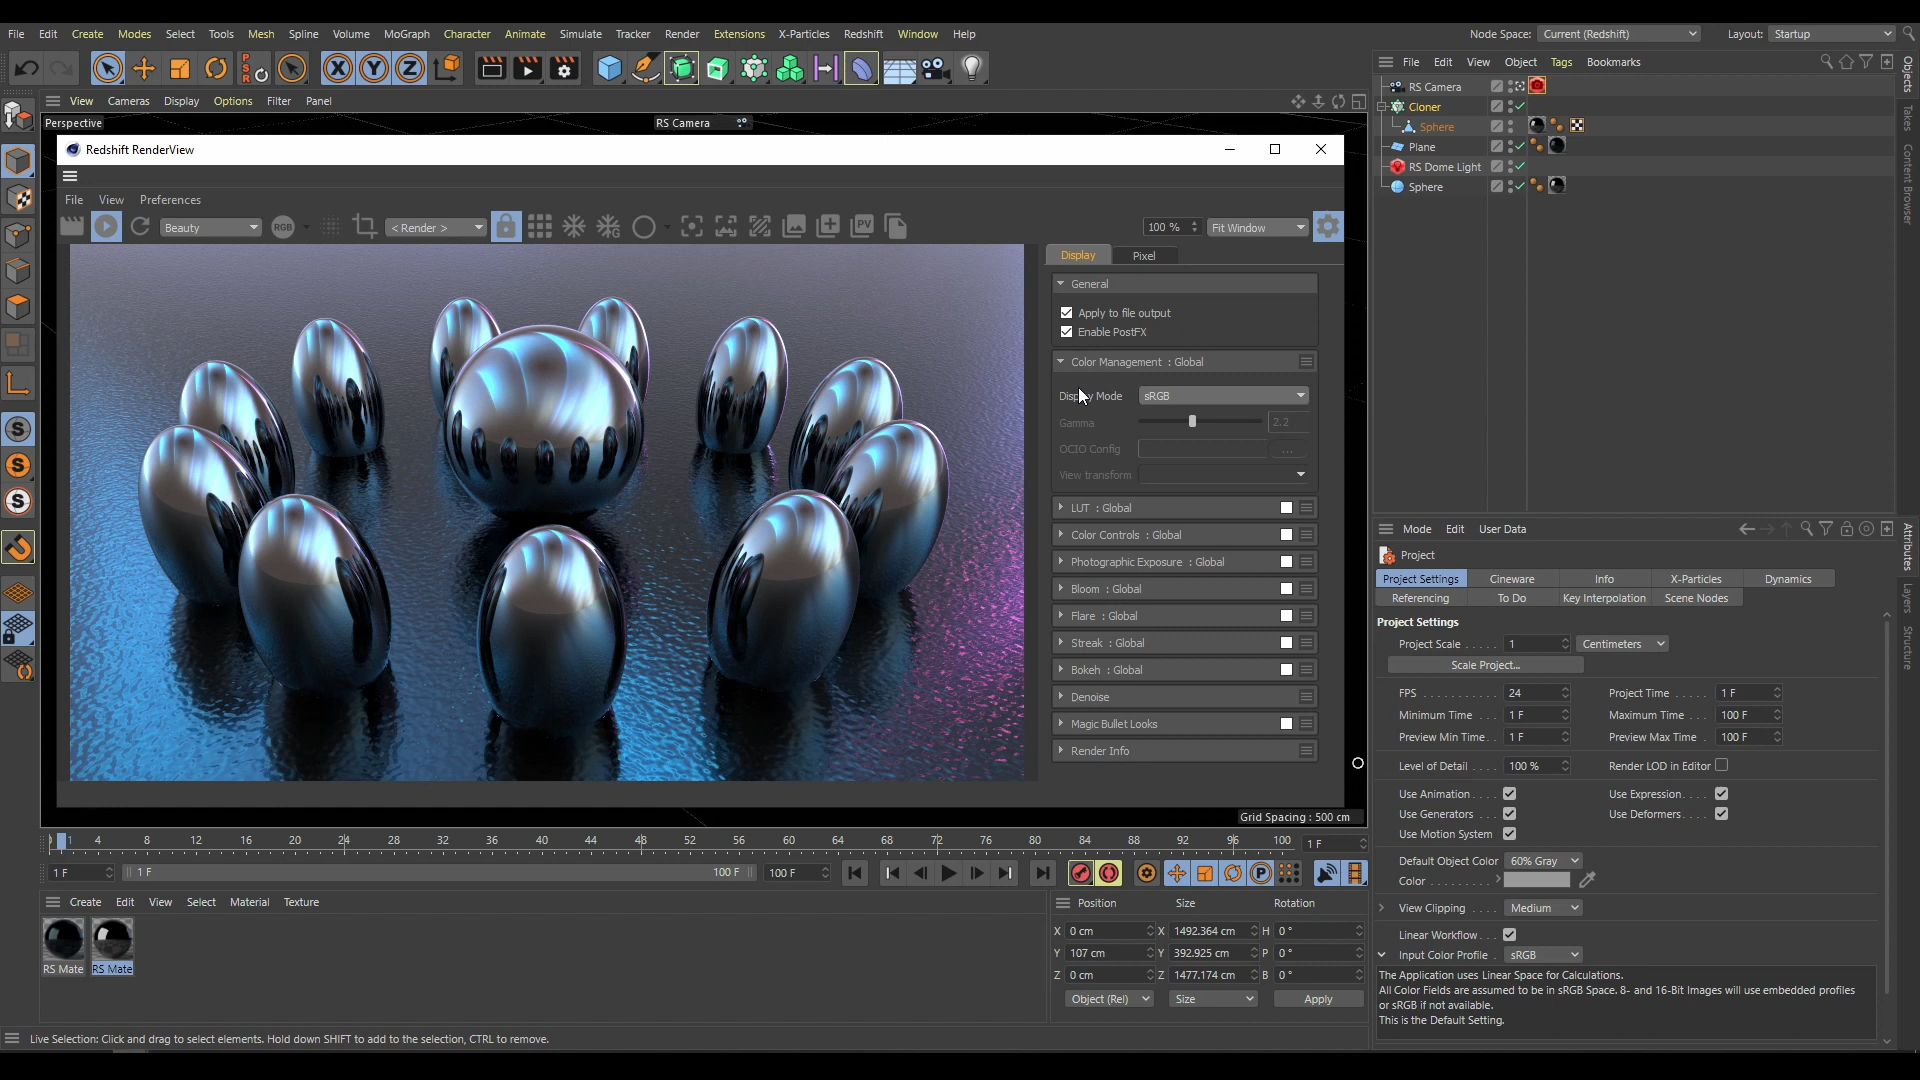 File Edit Create Modes Select Tools Mesh Spline Volume MoGraph Character Animate Simulate Tracker Render Extensions X-Particles Redshift Window Help
Node Space: Current (Redshift) Layout: Startup
PSR
X Y Z
View Cameras Display Options Filter Panel
Perspective
RS Camera
Redshift RenderView
File View Preferences
Beauty RGB < Render > G PV 100 % Fit Window
Display Pixel
General
Apply to file output
Enable PostFX
Color Management : Global
Display Mode sRGB
Gamma 2.2
OCIO Config ...
View transform
LUT : Global
Color Controls : Global
Photographic Exposure : Global
Bloom : Global
Flare : Global
Streak : Global
Bokeh : Global
Denoise
Magic Bullet Looks
Render Info
S
S
S
Grid Spacing : 500 cm
1 4 8 12 16 20 24 28 32 36 40 44 48 52 56 60 64 68 72 76 80 84 88 92 96 100 1 F
1 F 1 F 100 F 100 F P
Create Edit View Select Material Texture
RS Mate RS Mate
Position Size Rotation
X 0 cm X 1492.364 cm H 0 °
Y 107 cm Y 392.925 cm P 0 °
Z 0 cm Z 1477.174 cm B 0 °
Object (Rel) Size Apply
Live Selection: Click and drag to select elements. Hold down SHIFT to add to the selection, CTRL to remove.
File Edit View Object Tags Bookmarks
RS Camera
Cloner
Sphere
Plane
RS Dome Light
Sphere
Objects
Takes
Content Browser
Mode Edit User Data
Project
Project Settings Cineware Info X-Particles Dynamics
Referencing To Do Key Interpolation Scene Nodes
Project Settings
Project Scale ..... 1 Centimeters
Scale Project...
FPS ........... 24 Project Time ..... 1 F
Minimum Time ... 1 F Maximum Time ... 100 F
Preview Min Time . . 1 F Preview Max Time . 100 F
Level of Detail .... 100 % Render LOD in Editor
Use Animation .... Use Expression ....
Use Generators ... Use Deformers ....
Use Motion System
Default Object Color 60% Gray
Color .........
View Clipping .... Medium
Linear Workflow ...
Input Color Profile . sRGB
The Application uses Linear Space for Calculations.
All Color Fields are assumed to be in sRGB Space. 8- and 16-Bit Images will use embedded profiles
or sRGB if not available.
This is the Default Setting.
Attributes
Layers
Structure